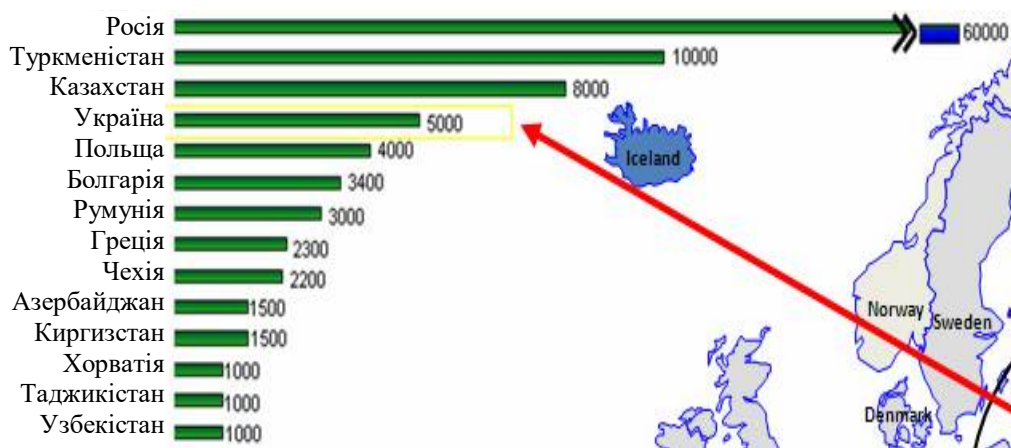 Росія 60000
Туркменістан 10000
Казахстан 8000
Україна 5000
Польща 4000
Болгарія 3400
Румунія 3000
Греція 2300
Чехія 2200
Азербайджан 1500
Киргизстан 1500
Хорватія 1000
Таджикістан 1000
Узбекістан 1000
Iceland
Norway
Sweden
Denmark